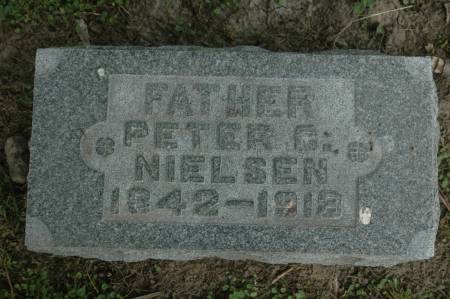 FATHER
PETER C.
NIELSEN
1842-1918